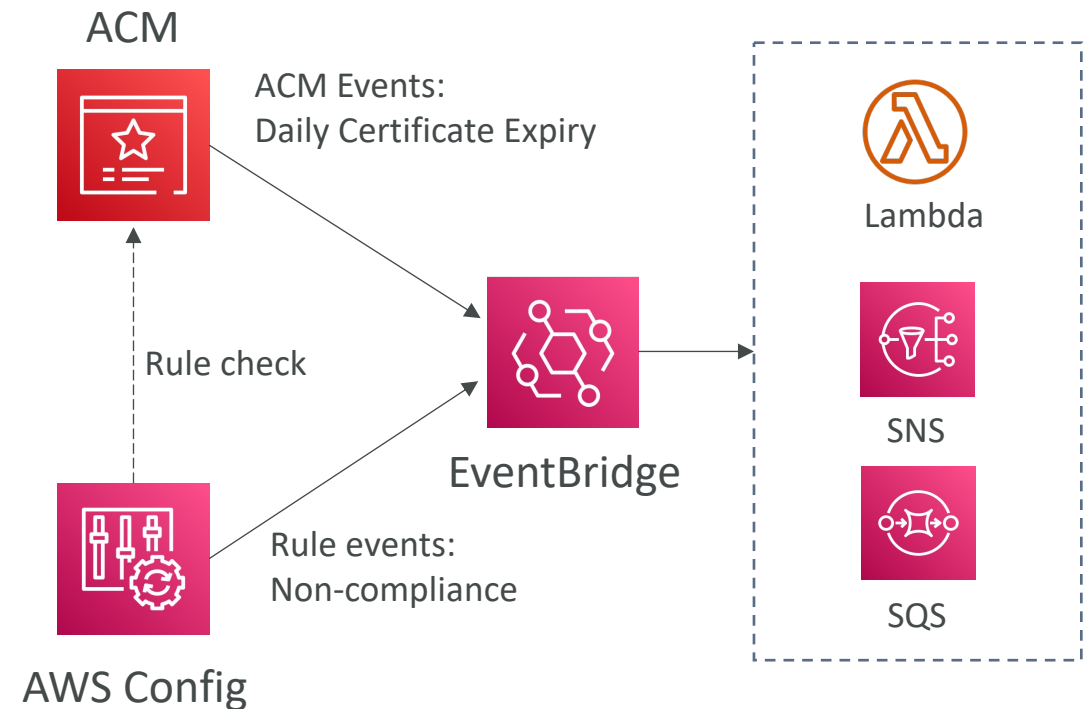 ACM
ACM Events:
Daily Certificate Expiry
Lambda
Rule check
SNS
EventBridge
Rule events:
Non-compliance
SQS
AWS Config